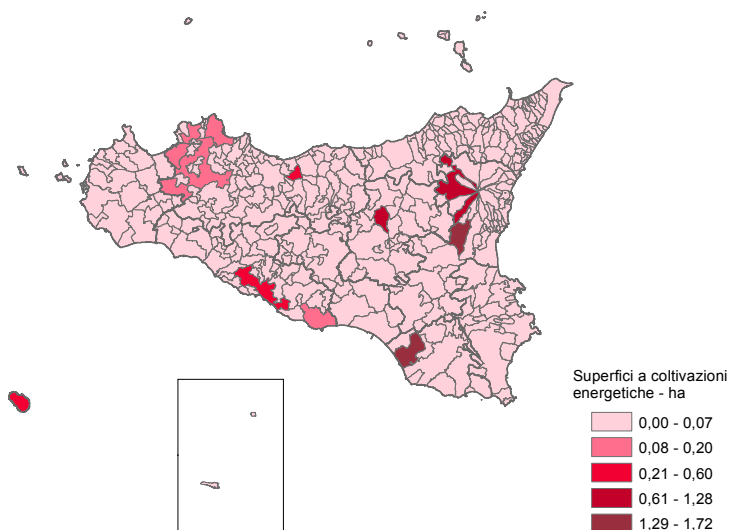 Superfici a coltivazioni
energetiche - ha
0,00 - 0,07
0,08 - 0,20
0,21 - 0,60
0,61 - 1,28
1,29 - 1,72